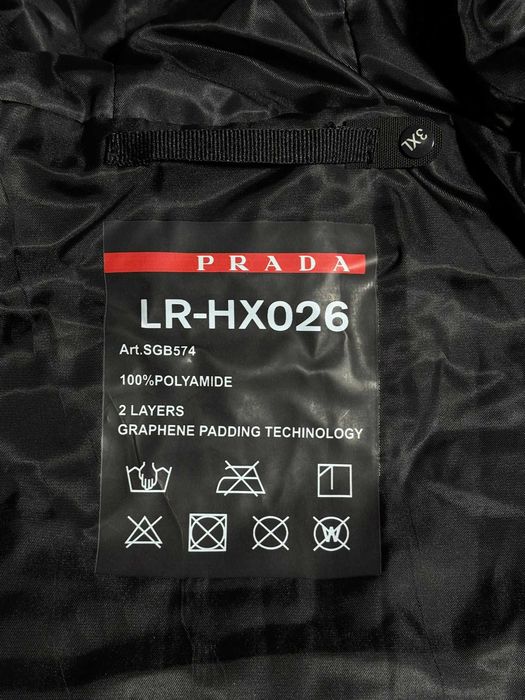 3XL
PRADA
LR-HX026
Art.SGB574
100%POLYAMIDE
2 LAYERS
GRAPHENE PADDING TECHINOLOGY
W